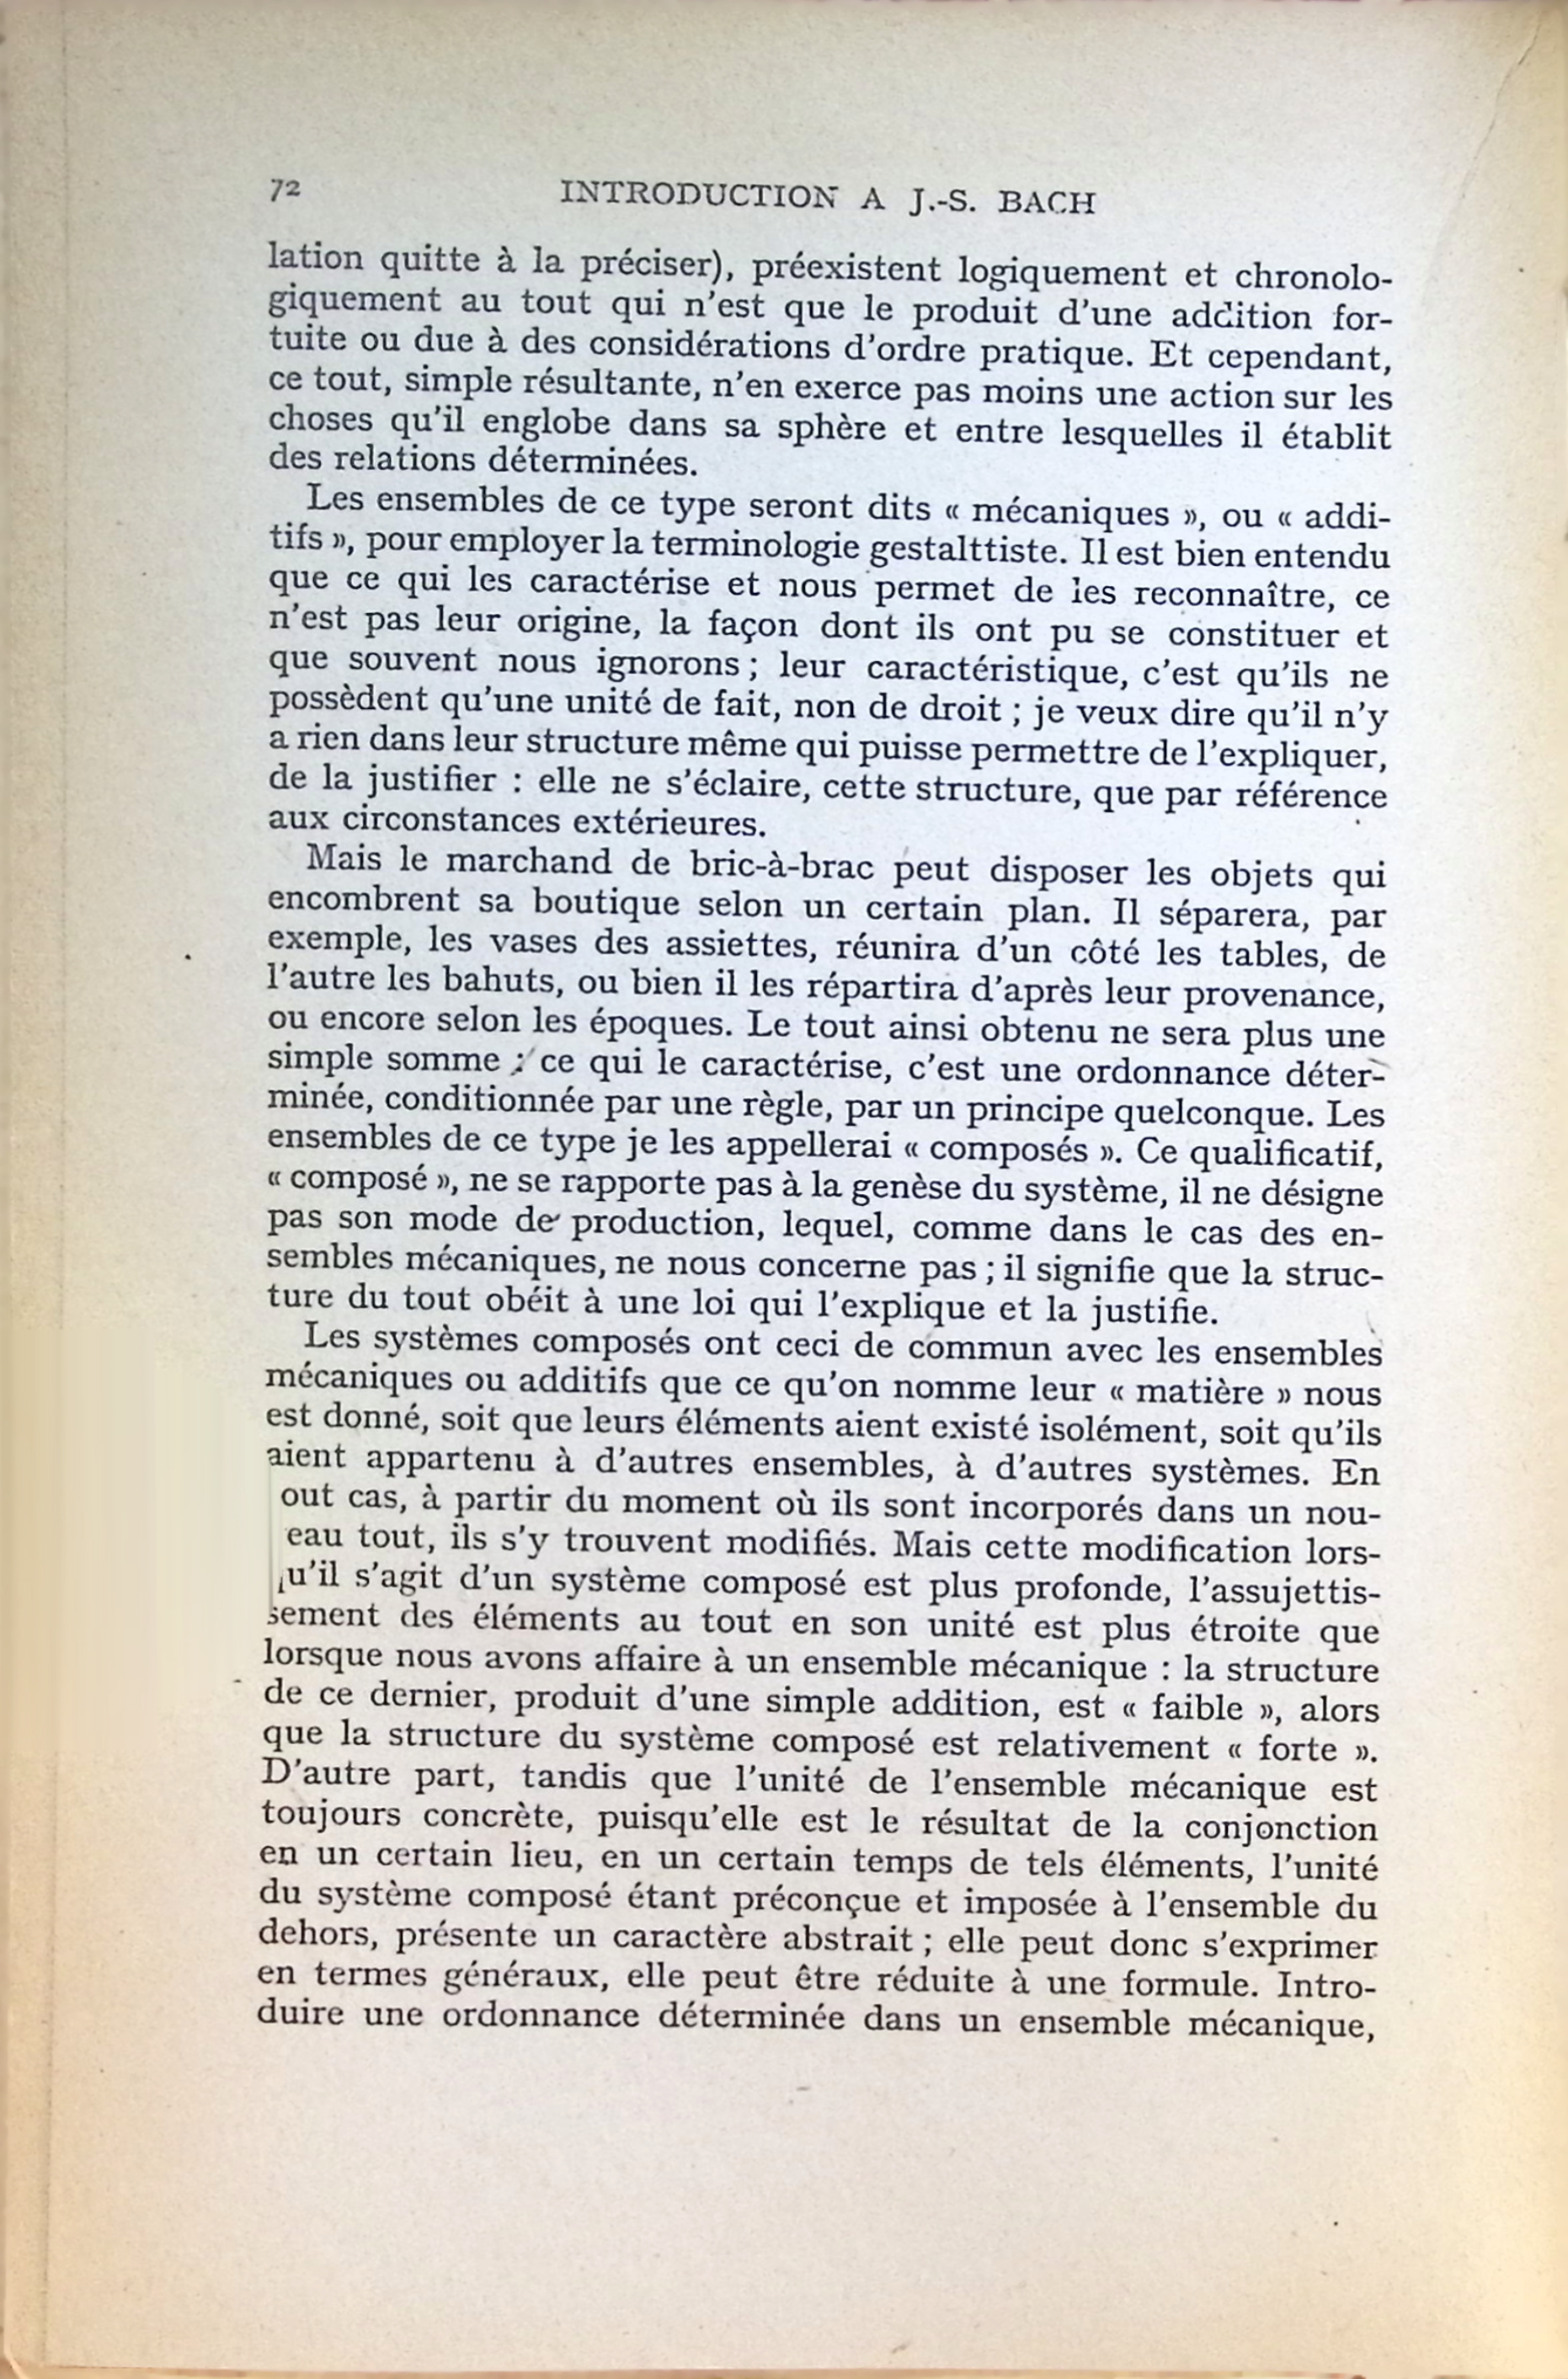 72 INTRODUCTION A J.-S. BACH
lation quitte à la préciser), préexistent logiquement et chronolo-
giquement au tout qui n'est que le produit d'une addition for-
tuite ou due à des considérations d'ordre pratique. Et cependant,
ce tout, simple résultante, n'en exerce pas moins une action sur les
choses qu'il englobe dans sa sphère et entre lesquelles il établit
des relations déterminées.
Les ensembles de ce type seront dits « mécaniques », ou « addi-
tifs », pour employer la terminologie gestalttiste. Il est bien entendu
que ce qui les caractérise et nous permet de les reconnaître, ce
n'est pas leur origine, la façon dont ils ont pu se constituer et
que souvent nous ignorons ; leur caractéristique, c'est qu'ils ne
possèdent qu'une unité de fait, non de droit ; je veux dire qu'il n'y
a rien dans leur structure même qui puisse permettre de l'expliquer,
de la justifier : elle ne s'éclaire, cette structure, que par référence
aux circonstances extérieures.
Mais le marchand de bric-à-brac peut disposer les objets qui
encombrent sa boutique selon un certain plan. Il séparera, par
exemple, les vases des assiettes, réunira d'un côté les tables, de
l'autre les bahuts, ou bien il les répartira d'après leur provenance,
ou encore selon les époques. Le tout ainsi obtenu ne sera plus une
simple somme ; ce qui le caractérise, c'est une ordonnance déter-
minée, conditionnée par une règle, par un principe quelconque. Les
ensembles de ce type je les appellerai « composés ». Ce qualificatif,
« composé », ne se rapporte pas à la genèse du système, il ne désigne
pas son mode de production, lequel, comme dans le cas des en-
sembles mécaniques, ne nous concerne pas ; il signifie que la struc-
ture du tout obéit à une loi qui l'explique et la justifie.
Les systèmes composés ont ceci de commun avec les ensembles
mécaniques ou additifs que ce qu'on nomme leur « matière » nous
est donné, soit que leurs éléments aient existé isolément, soit qu'ils
aient appartenu à d'autres ensembles, à d'autres systèmes. En
out cas, à partir du moment où ils sont incorporés dans un nou-
eau tout, ils s'y trouvent modifiés. Mais cette modification lors-
u'il s'agit d'un système composé est plus profonde, l'assujettis-
sement des éléments au tout en son unité est plus étroite que
lorsque nous avons affaire à un ensemble mécanique : la structure
de ce dernier, produit d'une simple addition, est « faible », alors
que la structure du système composé est relativement « forte ».
D'autre part, tandis que l'unité de l'ensemble mécanique est
toujours concrète, puisqu'elle est le résultat de la conjonction
en un certain lieu, en un certain temps de tels éléments, l'unité
du système composé étant préconçue et imposée à l'ensemble du
dehors, présente un caractère abstrait ; elle peut donc s'exprimer
en termes généraux, elle peut être réduite à une formule. Intro-
duire une ordonnance déterminée dans un ensemble mécanique,